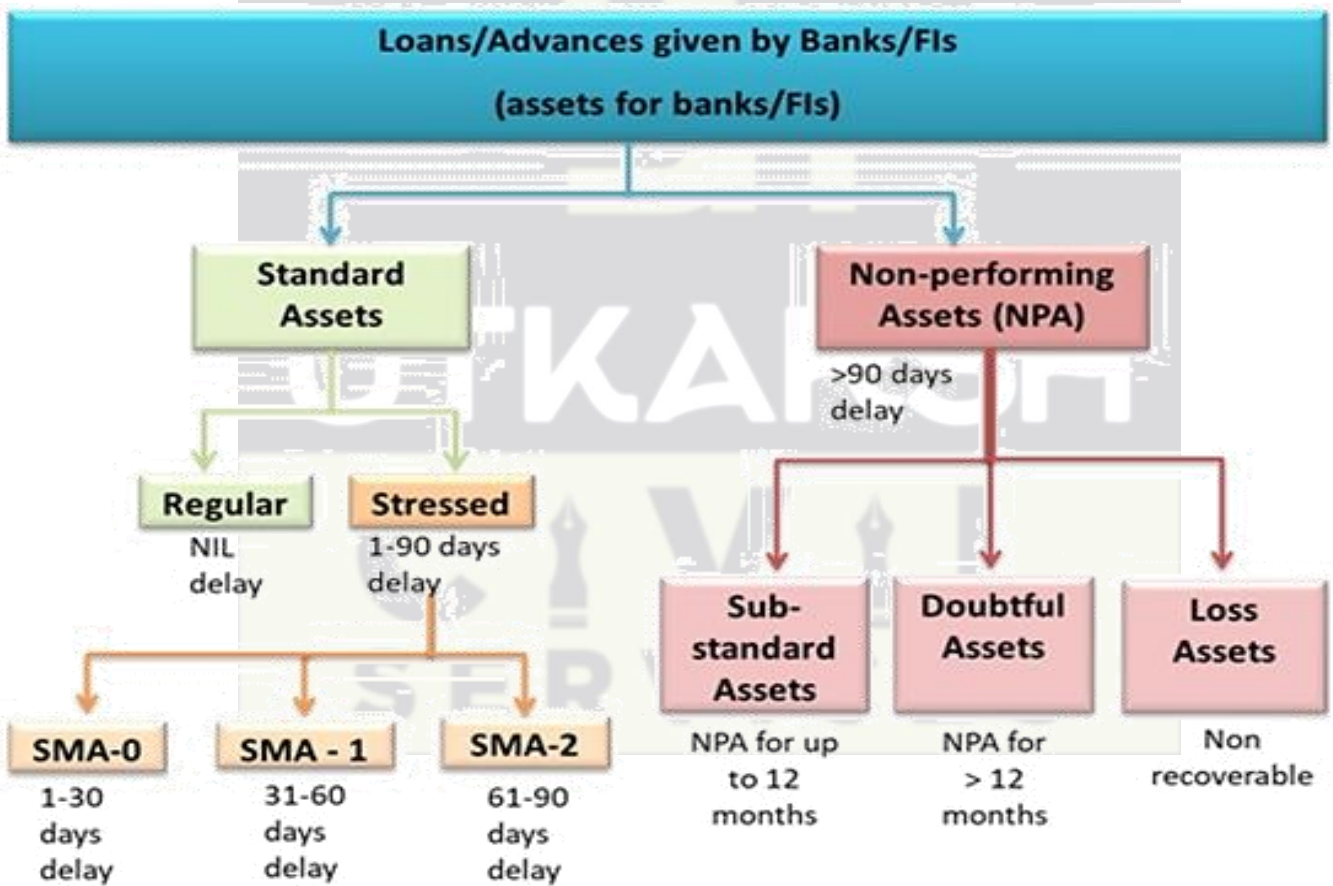 Loans/Advances given by Banks/FIs
(assets for banks/FIs)
Standard
Assets
Non-performing
Assets (NPA)
>90 days
delay
Regular
NIL
delay
Stressed
1-90 days
delay
Sub-
standard
Assets
NPA for up
to 12
months
Doubtful
Assets
NPA for
> 12
months
Loss
Assets
Non
recoverable
SMA-0
1-30
days
delay
SMA - 1
31-60
days
delay
SMA-2
61-90
days
delay
UTKARSH
CIVIL
SERVICES